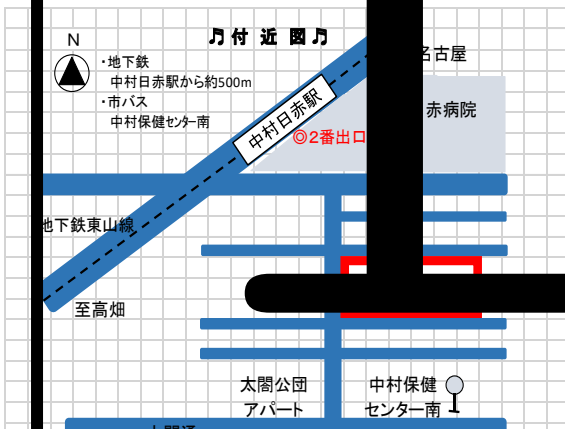 ♬付近図♬
N
・地下鉄
中村日赤駅から約500m
・市バス
中村保健センター南
名古屋
赤病院
中村日赤駅
◎2番出口
地下鉄東山線
至高畑
太閤公団
アパート
中村保健
センター南